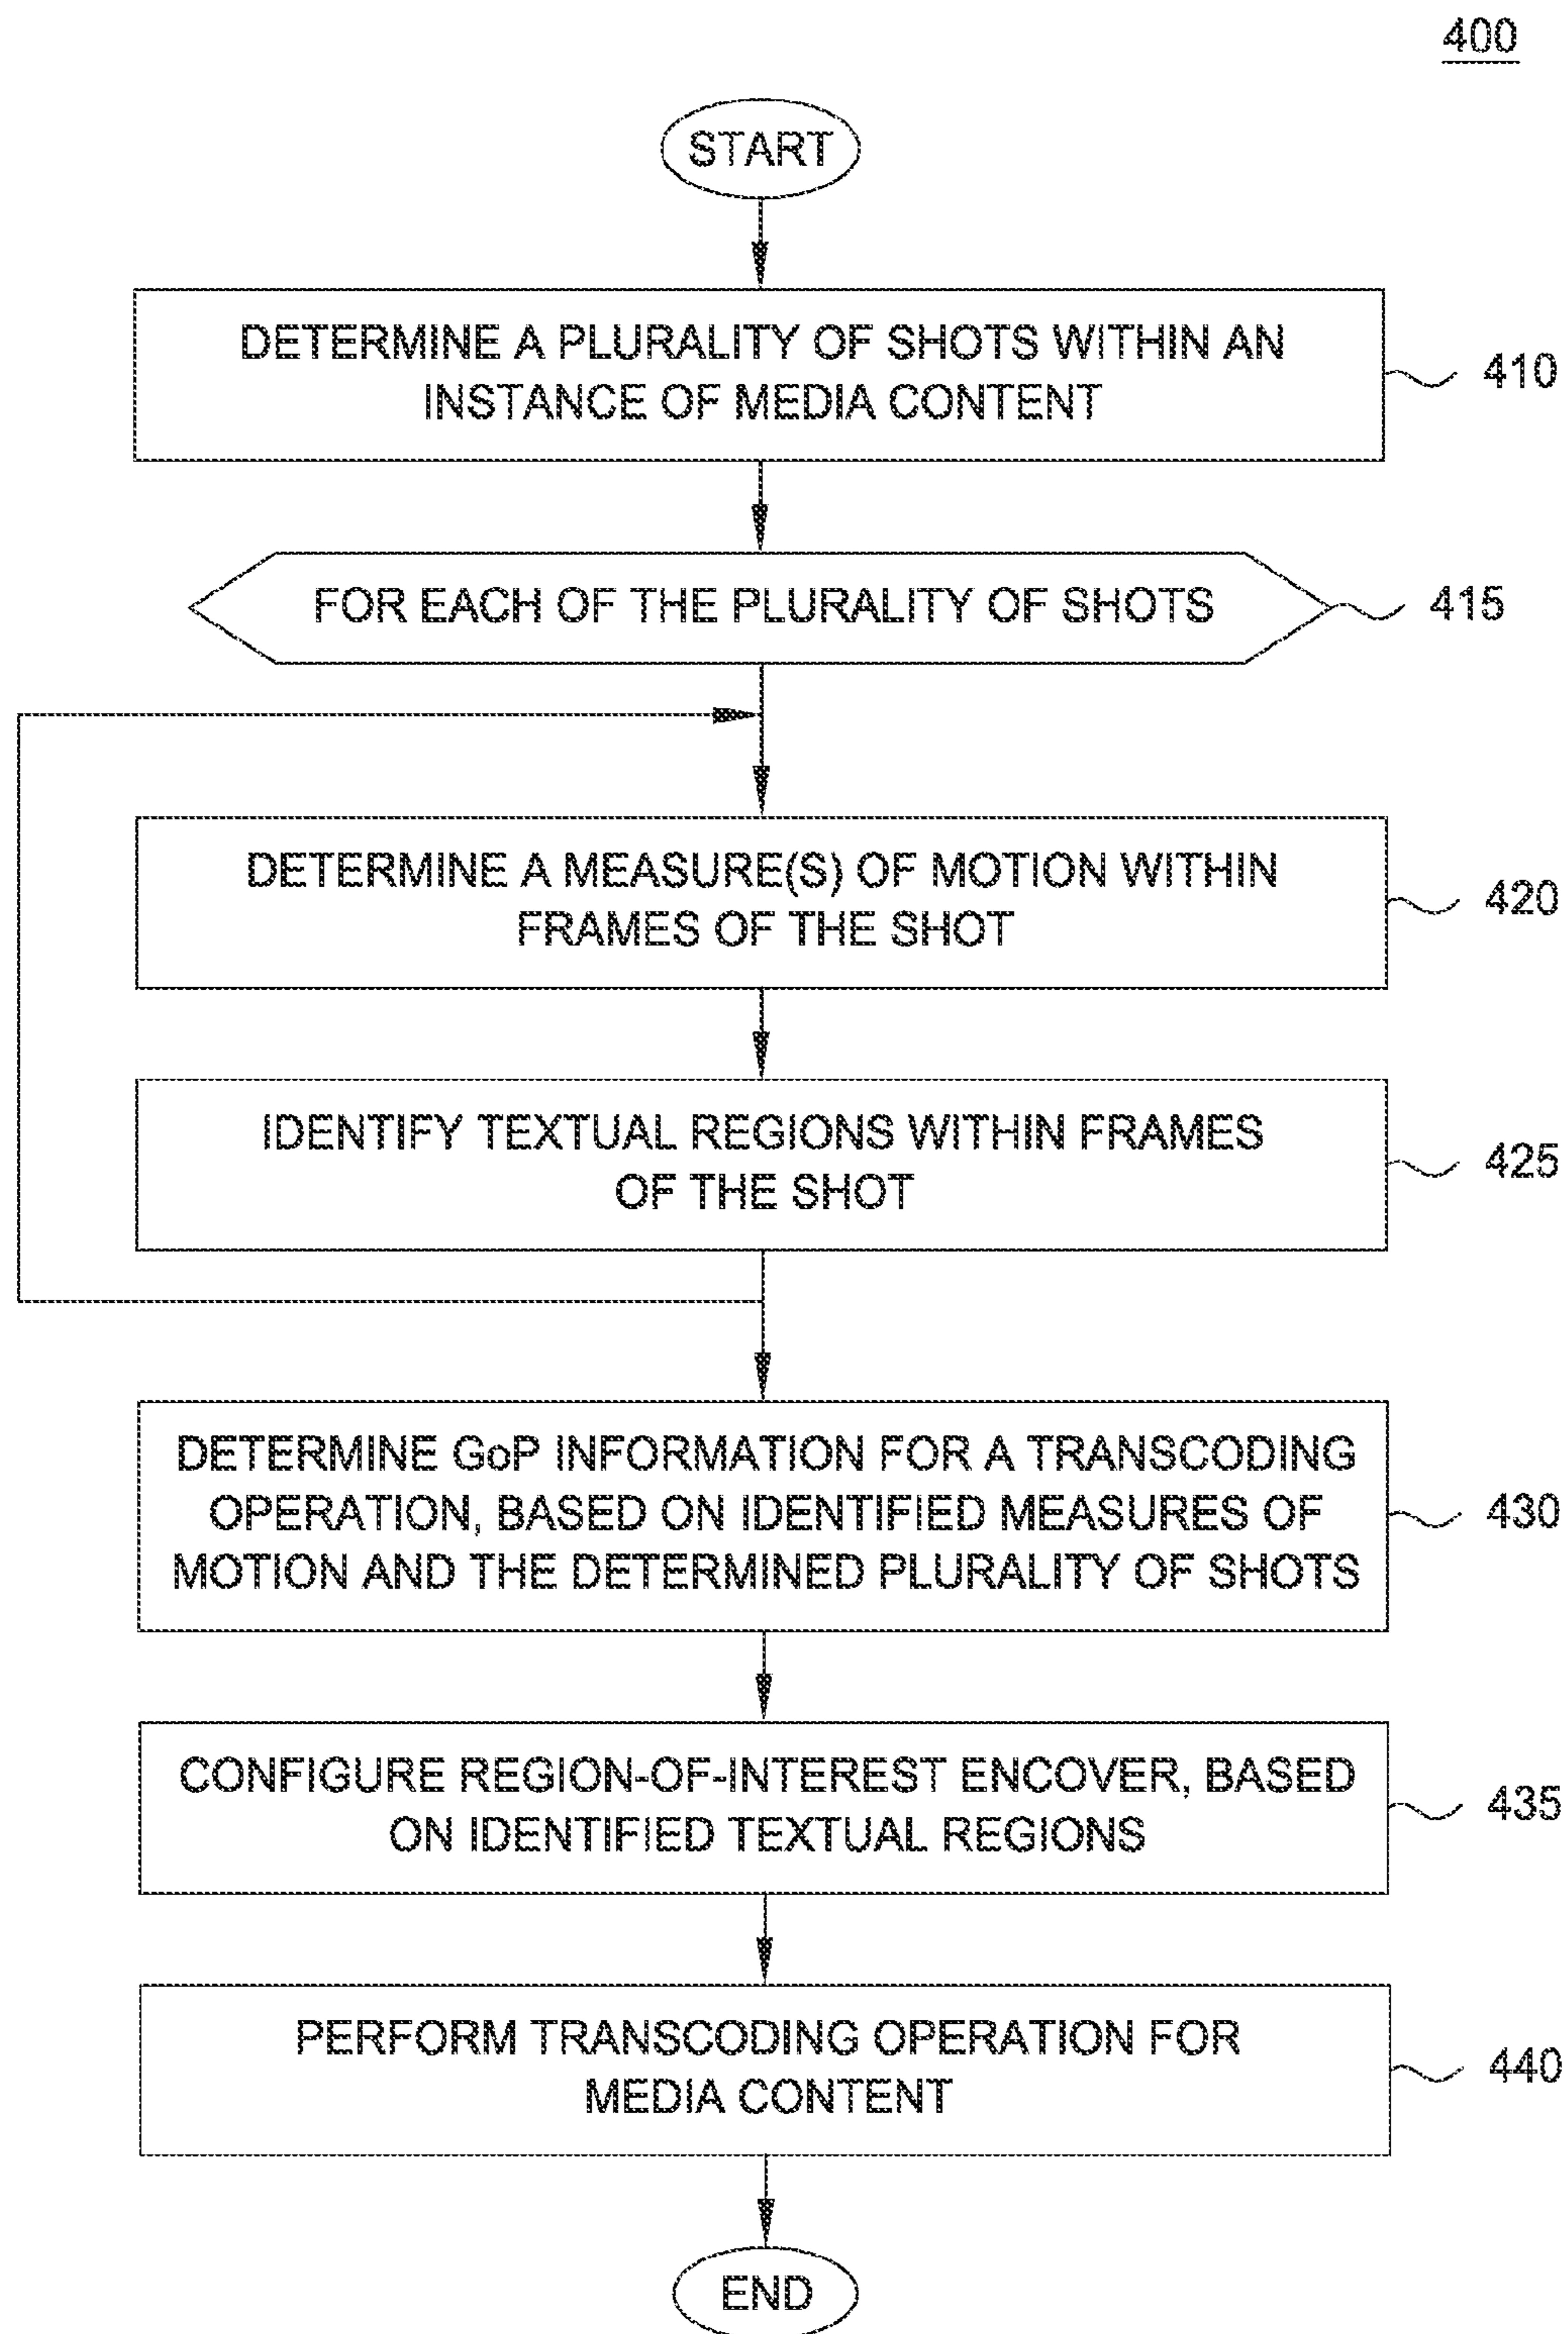 400
START
DETERMINE A PLURALITY OF SHOTS WITHIN AN
INSTANCE OF MEDIA CONTENT
410
FOR EACH OF THE PLURALITY OF SHOTS
415
DETERMINE A MEASURE(S) OF MOTION WITHIN
FRAMES OF THE SHOT
420
IDENTIFY TEXTUAL REGIONS WITHIN FRAMES
OF THE SHOT
425
DETERMINE GoP INFORMATION FOR A TRANSCODING
OPERATION, BASED ON IDENTIFIED MEASURES OF
MOTION AND THE DETERMINED PLURALITY OF SHOTS
430
CONFIGURE REGION-OF-INTEREST ENCOVER, BASED
ON IDENTIFIED TEXTUAL REGIONS
435
PERFORM TRANSCODING OPERATION FOR
MEDIA CONTENT
440
END